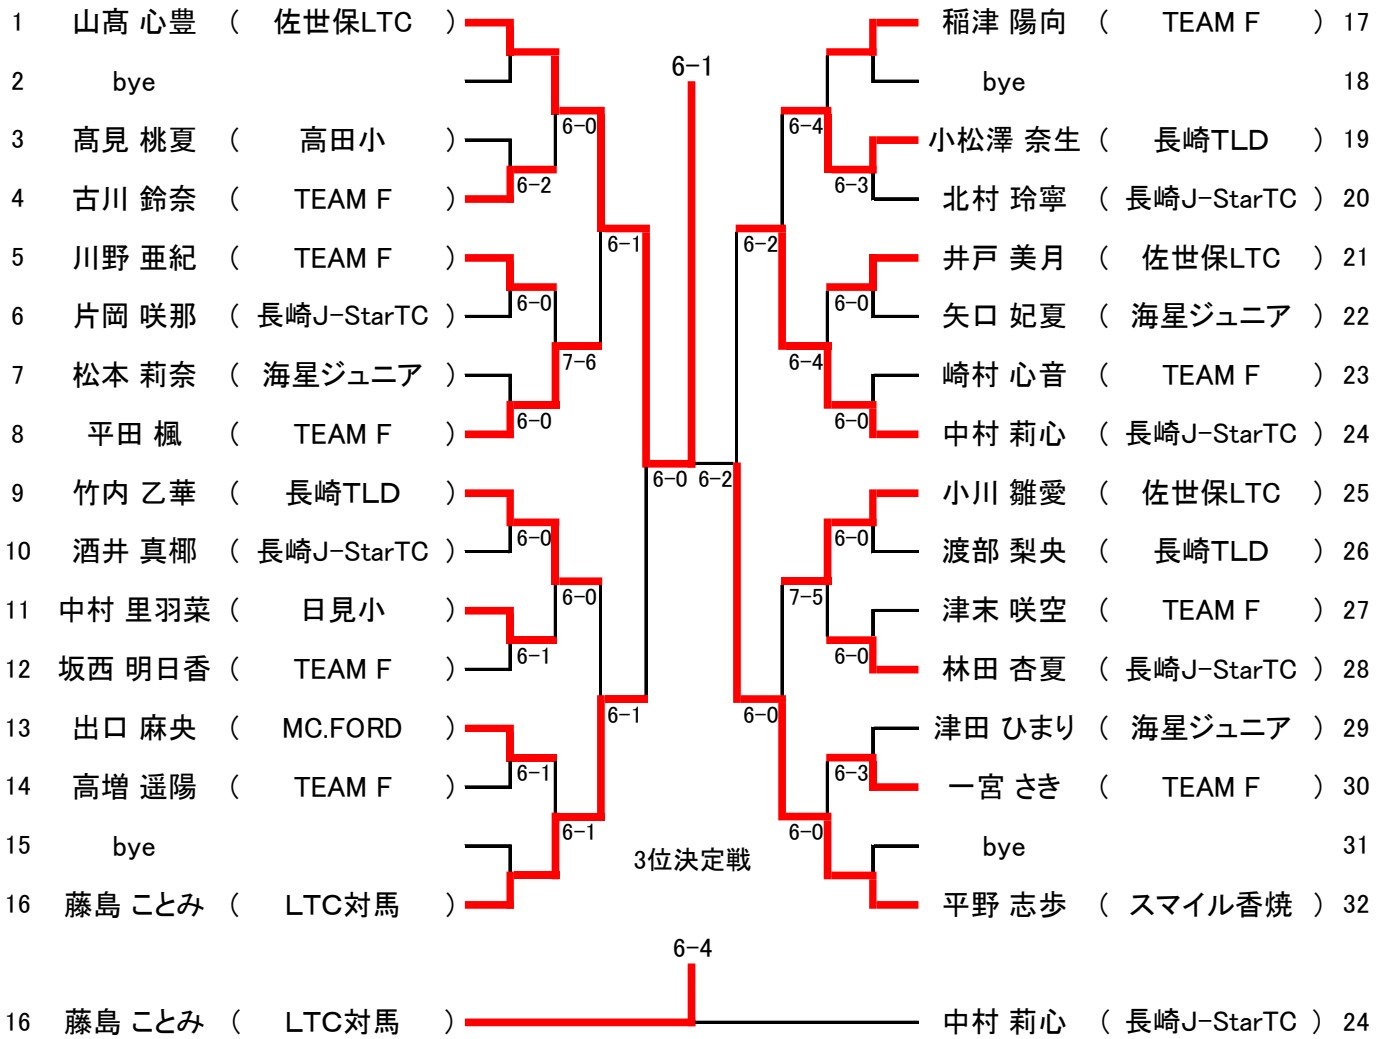 1 山髙 心豊 ( 佐世保LTC ) 稲津 陽向 ( TEAM F ) 17
6-1
2 bye bye 18
6-0 6-4
3 髙見 桃夏 ( 高田小 ) 小松澤 奈生 ( 長崎TLD ) 19
6-2 6-3
4 古川 鈴奈 ( TEAM F ) 北村 玲寧 ( 長崎J-StarTC ) 20
6-1 6-2
5 川野 亜紀 ( TEAM F ) 井戸 美月 ( 佐世保LTC ) 21
6-0 6-0
6 片岡 咲那 ( 長崎J-StarTC ) 矢口 妃夏 ( 海星ジュニア ) 22
7-6 6-4
7 松本 莉奈 ( 海星ジュニア ) 崎村 心音 ( TEAM F ) 23
6-0 6-0
8 平田 楓 ( TEAM F ) 中村 莉心 ( 長崎J-StarTC ) 24
6-0 6-2
9 竹内 乙華 ( 長崎TLD ) 小川 雛愛 ( 佐世保LTC ) 25
6-0 6-0
10 酒井 真椰 ( 長崎J-StarTC ) 渡部 梨央 ( 長崎TLD ) 26
6-0 7-5
11 中村 里羽菜 ( 日見小 ) 津末 咲空 ( TEAM F ) 27
6-1 6-0
12 坂西 明日香 ( TEAM F ) 林田 杏夏 ( 長崎J-StarTC ) 28
6-1 6-0
13 出口 麻央 ( MC.FORD ) 津田 ひまり ( 海星ジュニア ) 29
6-1 6-3
14 高増 遥陽 ( TEAM F ) 一宮 さき ( TEAM F ) 30
6-1 6-0
15 bye bye 31
3位決定戦
16 藤島 ことみ ( LTC対馬 ) 平野 志歩 ( スマイル香焼 ) 32
6-4
16 藤島 ことみ ( LTC対馬 ) 中村 莉心 ( 長崎J-StarTC ) 24